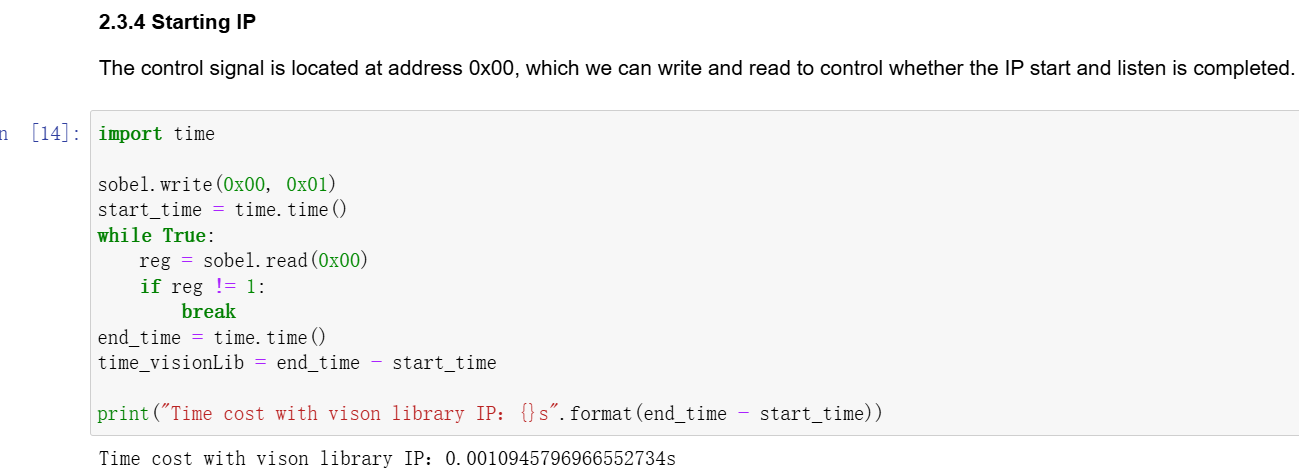 2.3.4 Starting IP
The control signal is located at address 0x00, which we can write and read to control whether the IP start and listen is completed.
n [14]:
import time
sobel.write(0x00, 0x01)
start_time = time.time()
while True:
    reg = sobel.read(0x00)
    if reg != 1:
        break
end_time = time.time()
time_visionLib = end_time - start_time
print("Time cost with vison library IP: {}s".format(end_time - start_time))
Time cost with vison library IP: 0.0010945796966552734s